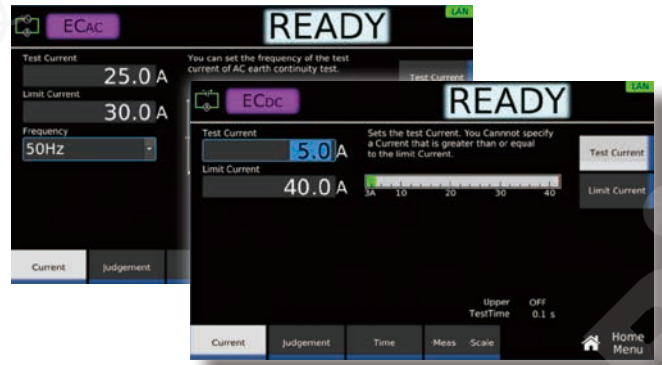 LAN
ECAC
READY
Test Current
25.0 A
Limit Current
30.0 A
Frequency
50Hz
You can set the frequency of the test
current of AC earth continuity test.
Test Current
Current
Judgement
LAN
ECDC
READY
Test Current
5.0 A
Limit Current
40.0 A
Sets the test Current. You Cannnot specify
a Current that is greater than or equal
to the limit Current.
3A 10 20 30 40
Test Current
Limit Current
Upper OFF
TestTime 0.1 s
Current
Judgement
Time
Meas Scale
Home
Menu